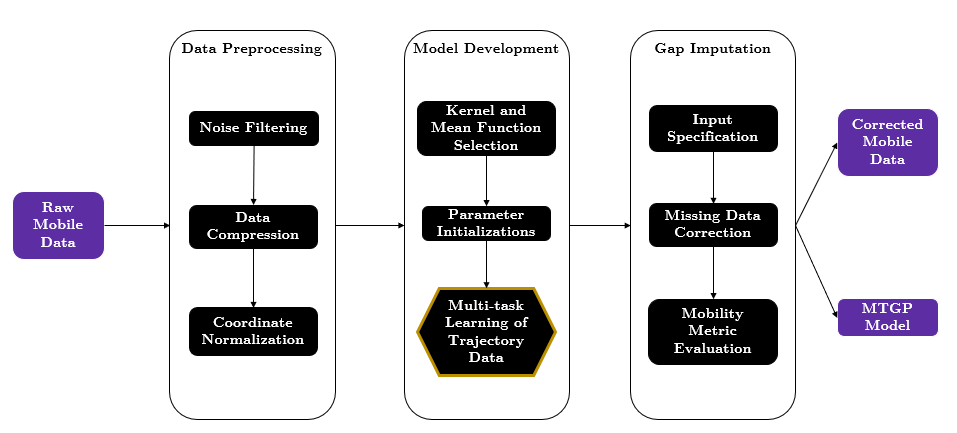 Data Preprocessing
Model Development
Gap Imputation
Raw
Mobile
Data
Noise Filtering
Data
Compression
Coordinate
Normalization
Kernel and
Mean Function
Selection
Parameter
Initializations
Multi-task
Learning of
Trajectory
Data
Input
Specification
Missing Data
Correction
Mobility
Metric
Evaluation
Corrected
Mobile
Data
MTGP
Model